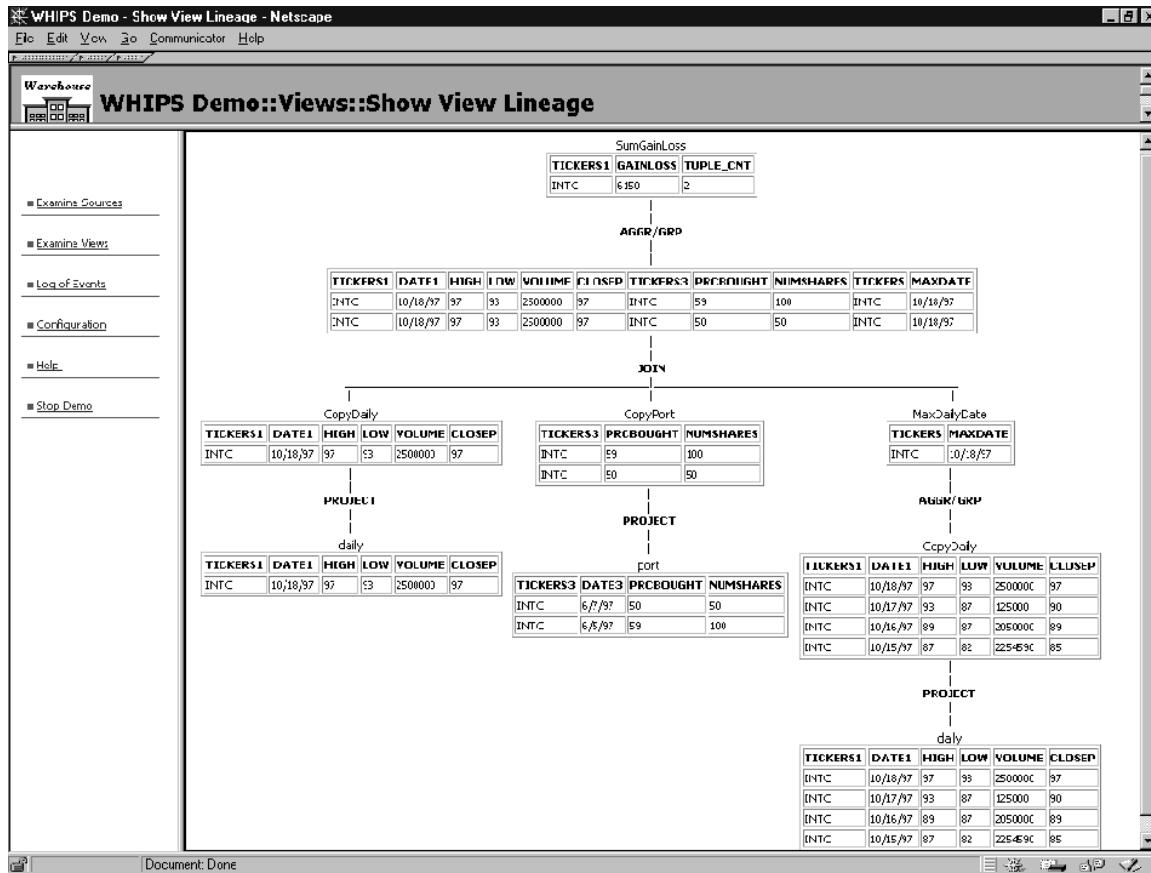 WHIPS Demo - Show View Lineage - Netscape
File Edit View Go Communicator Help
Warehouse
WHIPS Demo::Views::Show View Lineage
Examine Sources
Examine Views
Log of Events
Configuration
Help
Stop Demo
SumGainLoss
TICKERS1 GAINLOSS TUPLE_CNT
INTC 6150 2
AGGR/GRP
TICKERS1 DATE1 HIGH LOW VOLUME CLOSEP TICKERS3 PRCBOUGHT NUMSHARES TICKERS MAXDATE
INTC 10/18/97 97 93 2500000 97 INTC 59 100 INTC 10/18/97
INTC 10/18/97 97 93 2500000 97 INTC 50 50 INTC 10/18/97
JOIN
CopyDaily
TICKERS1 DATE1 HIGH LOW VOLUME CLOSEP
INTC 10/18/97 97 93 2500000 97
PROJECT
daily
TICKERS1 DATE1 HIGH LOW VOLUME CLOSEP
INTC 10/18/97 97 93 2500000 97
CopyPort
TICKERS3 PRCBOUGHT NUMSHARES
INTC 59 100
INTC 50 50
PROJECT
port
TICKERS3 DATE3 PRCBOUGHT NUMSHARES
INTC 6/7/97 50 50
INTC 6/5/97 59 100
MaxDailyDate
TICKERS MAXDATE
INTC 10/18/97
AGGR/GRP
CopyDaily
TICKERS1 DATE1 HIGH LOW VOLUME CLOSEP
INTC 10/18/97 97 93 2500000 97
INTC 10/17/97 93 87 125000 90
INTC 10/16/97 89 87 2050000 89
INTC 10/15/97 87 82 2254590 85
PROJECT
daily
TICKERS1 DATE1 HIGH LOW VOLUME CLOSEP
INTC 10/18/97 97 93 2500000 97
INTC 10/17/97 93 87 125000 90
INTC 10/16/97 89 87 2050000 89
INTC 10/15/97 87 82 2254590 85
Document: Done